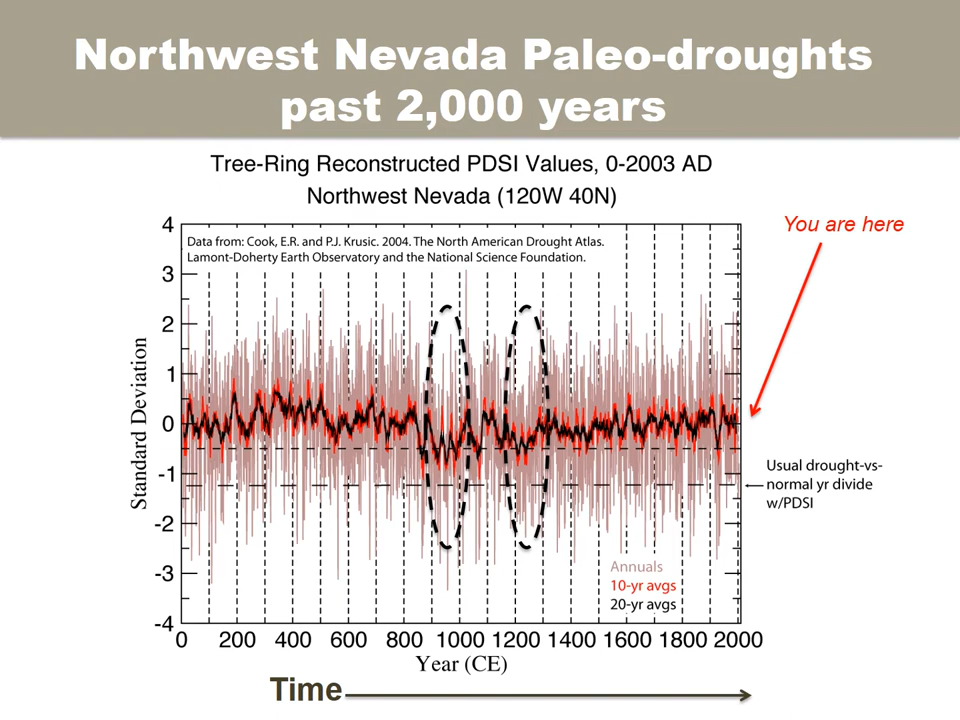 Northwest Nevada Paleo-droughts
past 2,000 years
Tree-Ring Reconstructed PDSI Values, 0-2003 AD
Northwest Nevada (120W 40N)
You are here
Data from: Cook, E.R. and P.J. Krusic. 2004. The North American Drought Atlas.
Lamont-Doherty Earth Observatory and the National Science Foundation.
4
3
2
1
0
-1
-2
-3
-4
Standard Deviation
Usual drought-vs-
normal yr divide
w/PDSI
Annuals
10-yr avgs
20-yr avgs
0 200 400 600 800 1000 1200 1400 1600 1800 2000
Year (CE)
Time